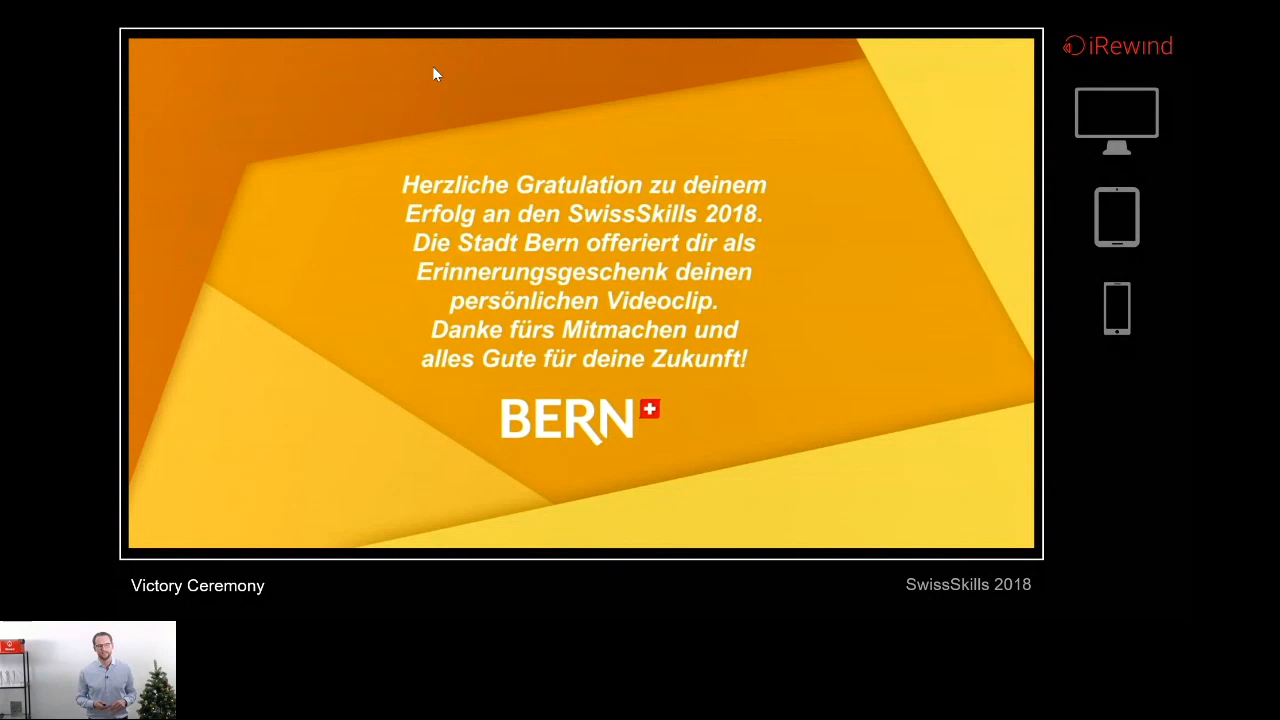 iRewind
Herzliche Gratulation zu deinem
Erfolg an den SwissSkills 2018.
Die Stadt Bern offeriert dir als
Erinnerungsgeschenk deinen
persönlichen Videoclip.
Danke fürs Mitmachen und
alles Gute für deine Zukunft!
BERN
Victory Ceremony
SwissSkills 2018